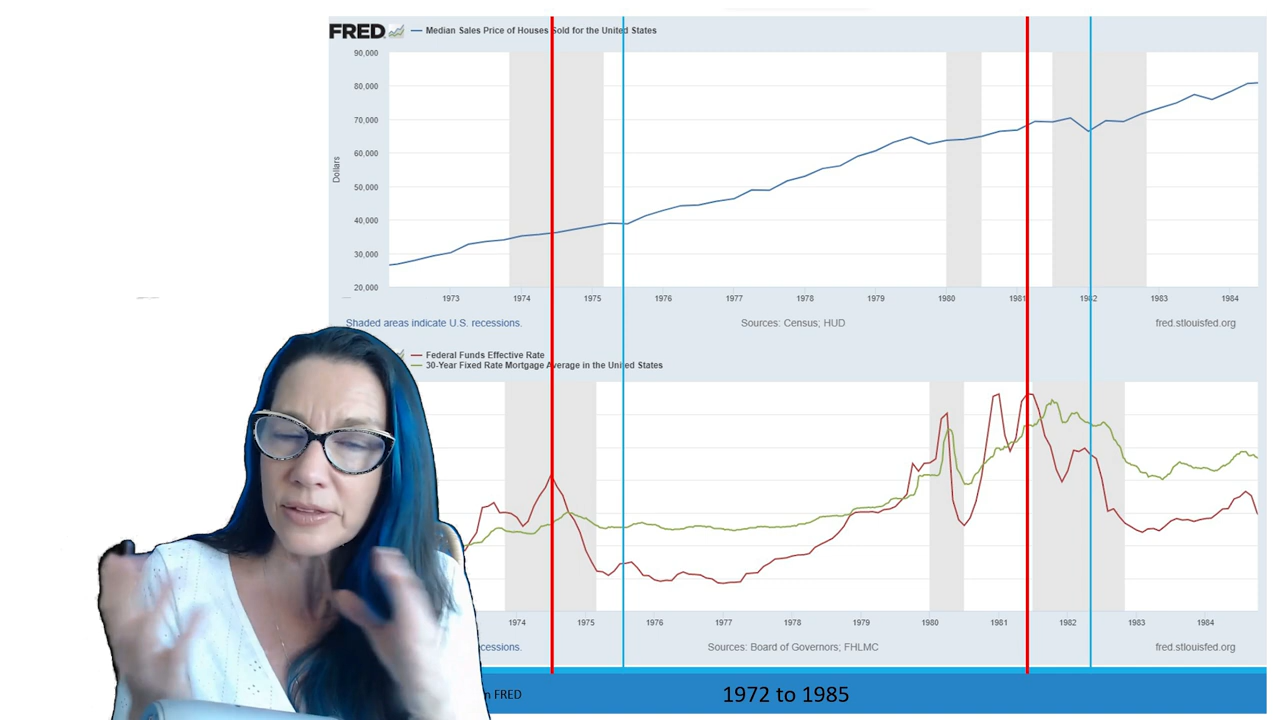 FRED Median Sales Price of Houses Sold for the United States
90,000
80,000
70,000
60,000
50,000
40,000
30,000
20,000
Dollars
1973 1974 1975 1976 1977 1978 1979 1980 1981 1982 1983 1984
Shaded areas indicate U.S. recessions. Sources: Census; HUD fred.stlouisfed.org
Federal Funds Effective Rate
30-Year Fixed Rate Mortgage Average in the United States
1974 1975 1976 1977 1978 1979 1980 1981 1982 1983 1984
cessions. Sources: Board of Governors; FHLMC fred.stlouisfed.org
FRED 1972 to 1985